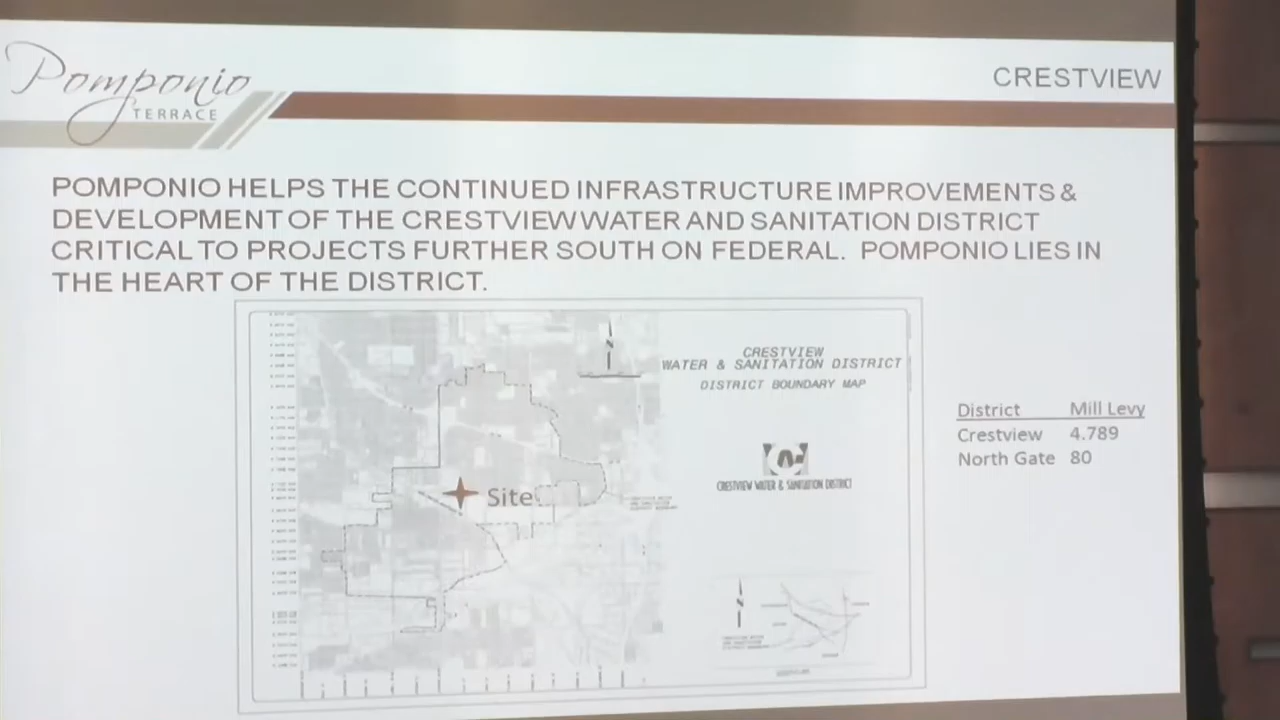 Pomponio
TERRACE
CRESTVIEW
POMPONIO HELPS THE CONTINUED INFRASTRUCTURE IMPROVEMENTS &
DEVELOPMENT OF THE CRESTVIEW WATER AND SANITATION DISTRICT
CRITICAL TO PROJECTS FURTHER SOUTH ON FEDERAL. POMPONIO LIES IN
THE HEART OF THE DISTRICT.
N
CRESTVIEW
WATER & SANITATION DISTRICT
DISTRICT BOUNDARY MAP
CRESTVIEW WATER & SANITATION DISTRICT
Site
N
District Mill Levy
Crestview 4.789
North Gate 80